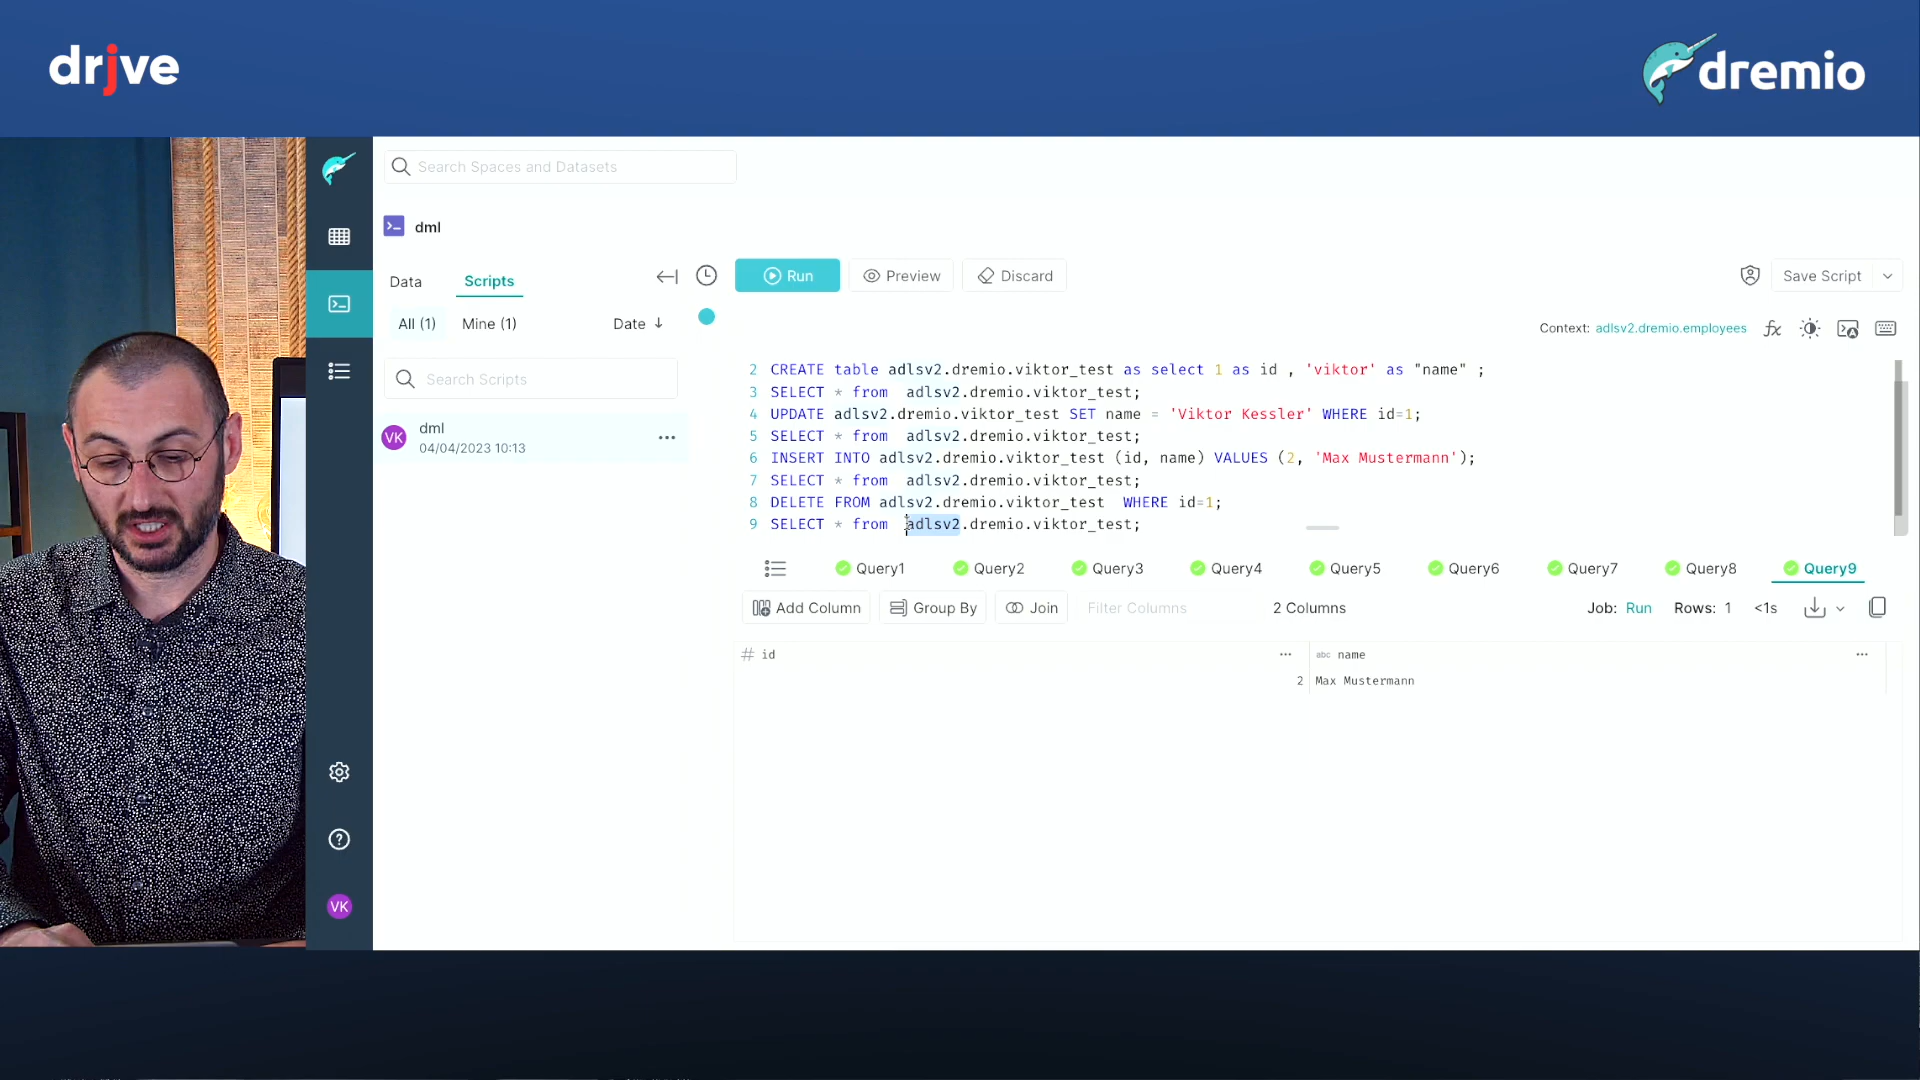 drjve
dremio
Search Spaces and Datasets
>_ dml
Data
Scripts
Run
Preview
Discard
Save Script
All (1)
Mine (1)
Date ↓
Context: adlsv2.dremio.employees
fx
Search Scripts
VK
dml
04/04/2023 10:13
2 CREATE table adlsv2.dremio.viktor_test as select 1 as id , 'viktor' as "name" ;
3 SELECT * from  adlsv2.dremio.viktor_test;
4 UPDATE adlsv2.dremio.viktor_test SET name = 'Viktor Kessler' WHERE id=1;
5 SELECT * from  adlsv2.dremio.viktor_test;
6 INSERT INTO adlsv2.dremio.viktor_test (id, name) VALUES (2, 'Max Mustermann');
7 SELECT * from  adlsv2.dremio.viktor_test;
8 DELETE FROM adlsv2.dremio.viktor_test  WHERE id=1;
9 SELECT * from  adlsv2.dremio.viktor_test;
Query1
Query2
Query3
Query4
Query5
Query6
Query7
Query8
Query9
Add Column
Group By
Join
Filter Columns
2 Columns
Job: Run
Rows: 1
<1s
# id
...
abc name
...
2
Max Mustermann
VK